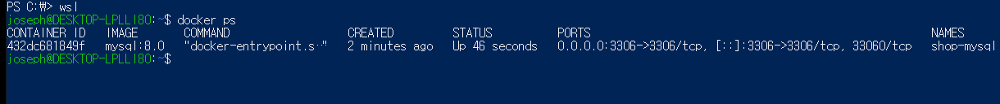 PS C:\> wsl
joseph@DESKTOP-LPLLI80:~$ docker ps
CONTAINER ID   IMAGE       COMMAND                  CREATED         STATUS          PORTS                                                    NAMES
432dc681849f   mysql:8.0   "docker-entrypoint.s…"   2 minutes ago   Up 46 seconds   0.0.0.0:3306->3306/tcp, [::]:3306->3306/tcp, 33060/tcp   shop-mysql
joseph@DESKTOP-LPLLI80:~$